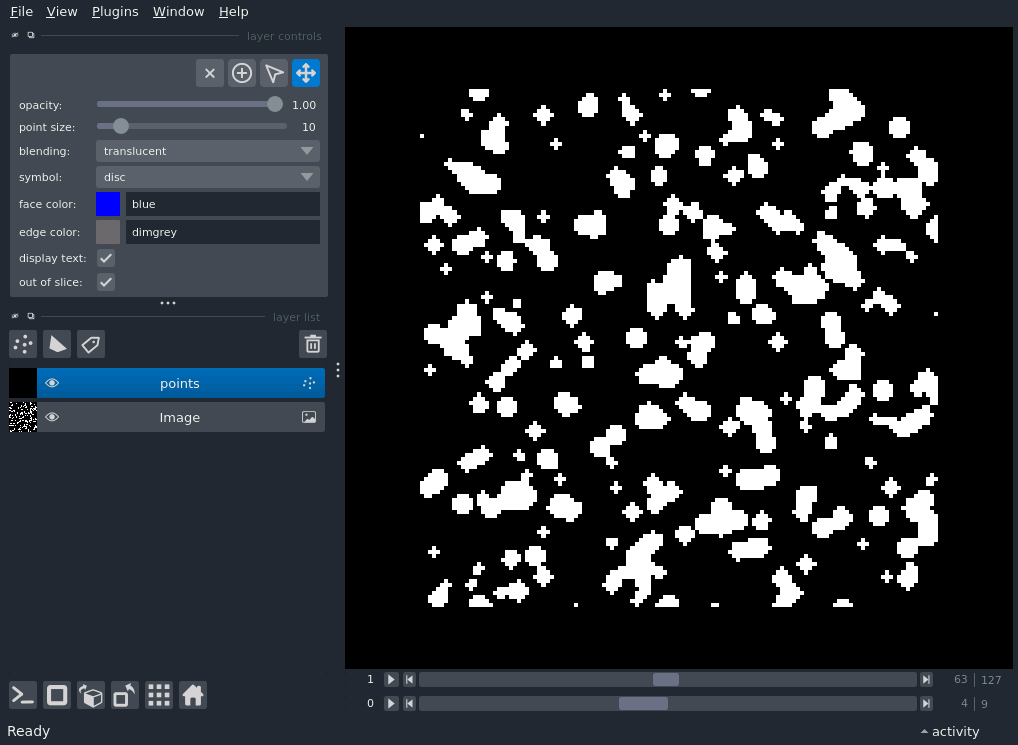 File View Plugins Window Help
layer controls
opacity: 1.00
point size: 10
blending: translucent
symbol: disc
face color: blue
edge color: dimgrey
display text:
out of slice:
layer list
points
Image
1 63 | 127
0 4 | 9
Ready activity